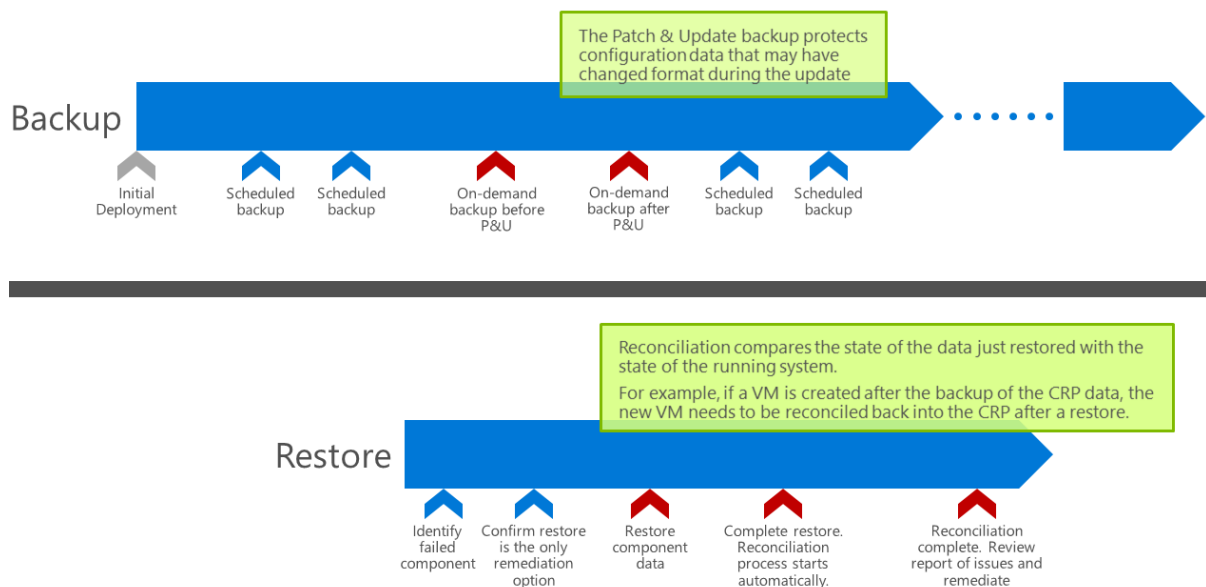 The Patch & Update backup protects
configuration data that may have
changed format during the update
Backup
Initial
Deployment
Scheduled
backup
Scheduled
backup
On-demand
backup before
P&U
On-demand
backup after
P&U
Scheduled
backup
Scheduled
backup
Reconciliation compares the state of the data just restored with the
state of the running system.
For example, if a VM is created after the backup of the CRP data, the
new VM needs to be reconciled back into the CRP after a restore.
Restore
Identify
failed
component
Confirm restore
is the only
remediation
option
Restore
component
data
Complete restore.
Reconciliation
process starts
automatically.
Reconciliation
complete. Review
report of issues and
remediate